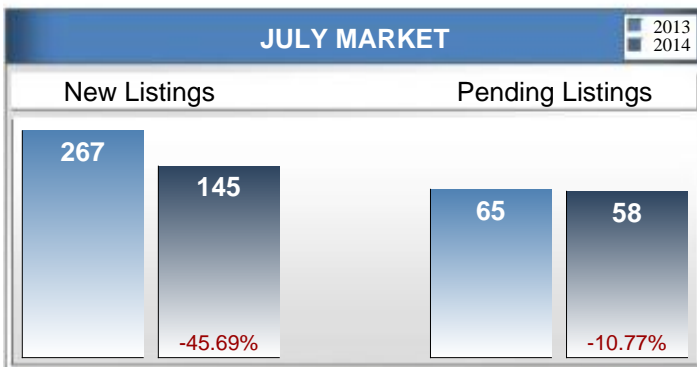 JULY MARKET
2013
2014
New Listings
Pending Listings
267
145
65
58
-45.69%
-10.77%